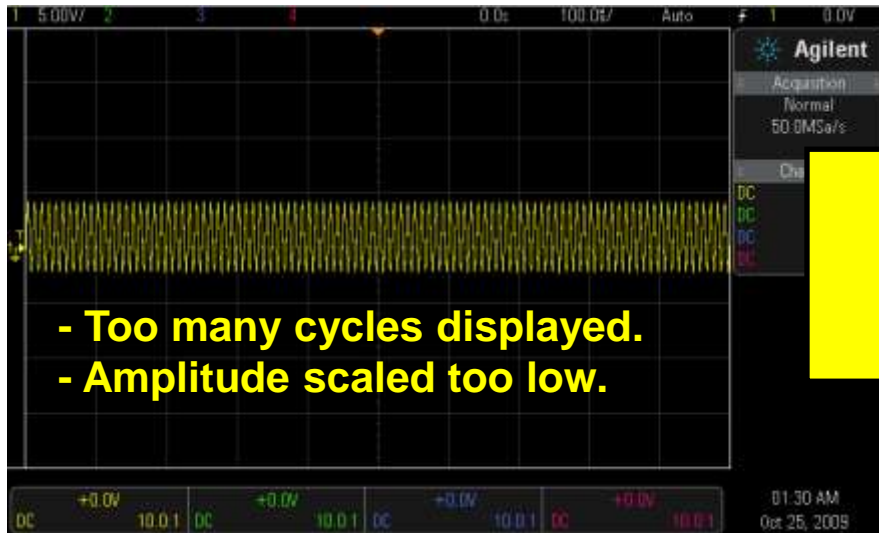 1 5.00V/ 2 3 4 0.0s 100.0㎲/ Auto 1 0.0V
Agilent
Acquisition
Normal
50.0MSa/s
DC
DC
DC
DC
T
- Too many cycles displayed.
- Amplitude scaled too low.
+0.0V +0.0V +0.0V +0.0V
DC 10.0:1 DC 10.0:1 DC 10.0:1 DC 10.0:1
01:30 AM
Oct 25, 2009